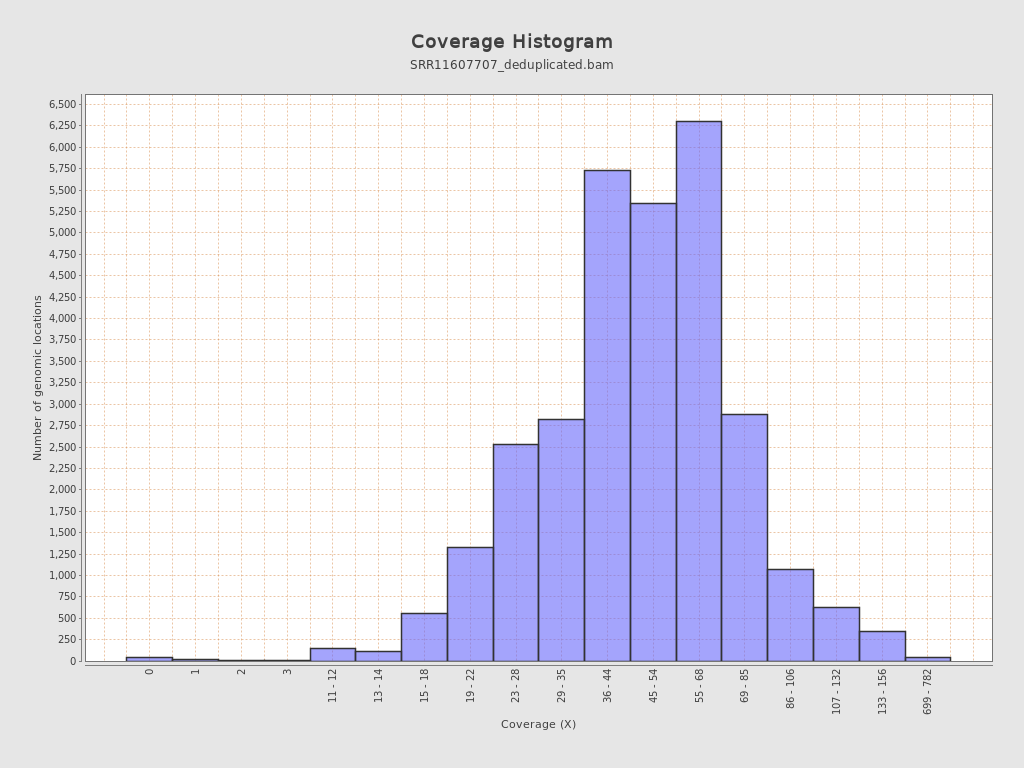 Coverage Histogram
SRR11607707_deduplicated.bam
6,500
6,250
6,000
5,750
5,500
5,250
5,000
4,750
4,500
4,250
4,000
3,750
3,500
3,250
3,000
2,750
2,500
2,250
2,000
1,750
1,500
1,250
1,000
750
500
250
0
Number of genomic locations
0
1
2
3
11 - 12
13 - 14
15 - 18
19 - 22
23 - 28
29 - 35
36 - 44
45 - 54
55 - 68
69 - 85
86 - 106
107 - 132
133 - 156
699 - 782
Coverage (X)